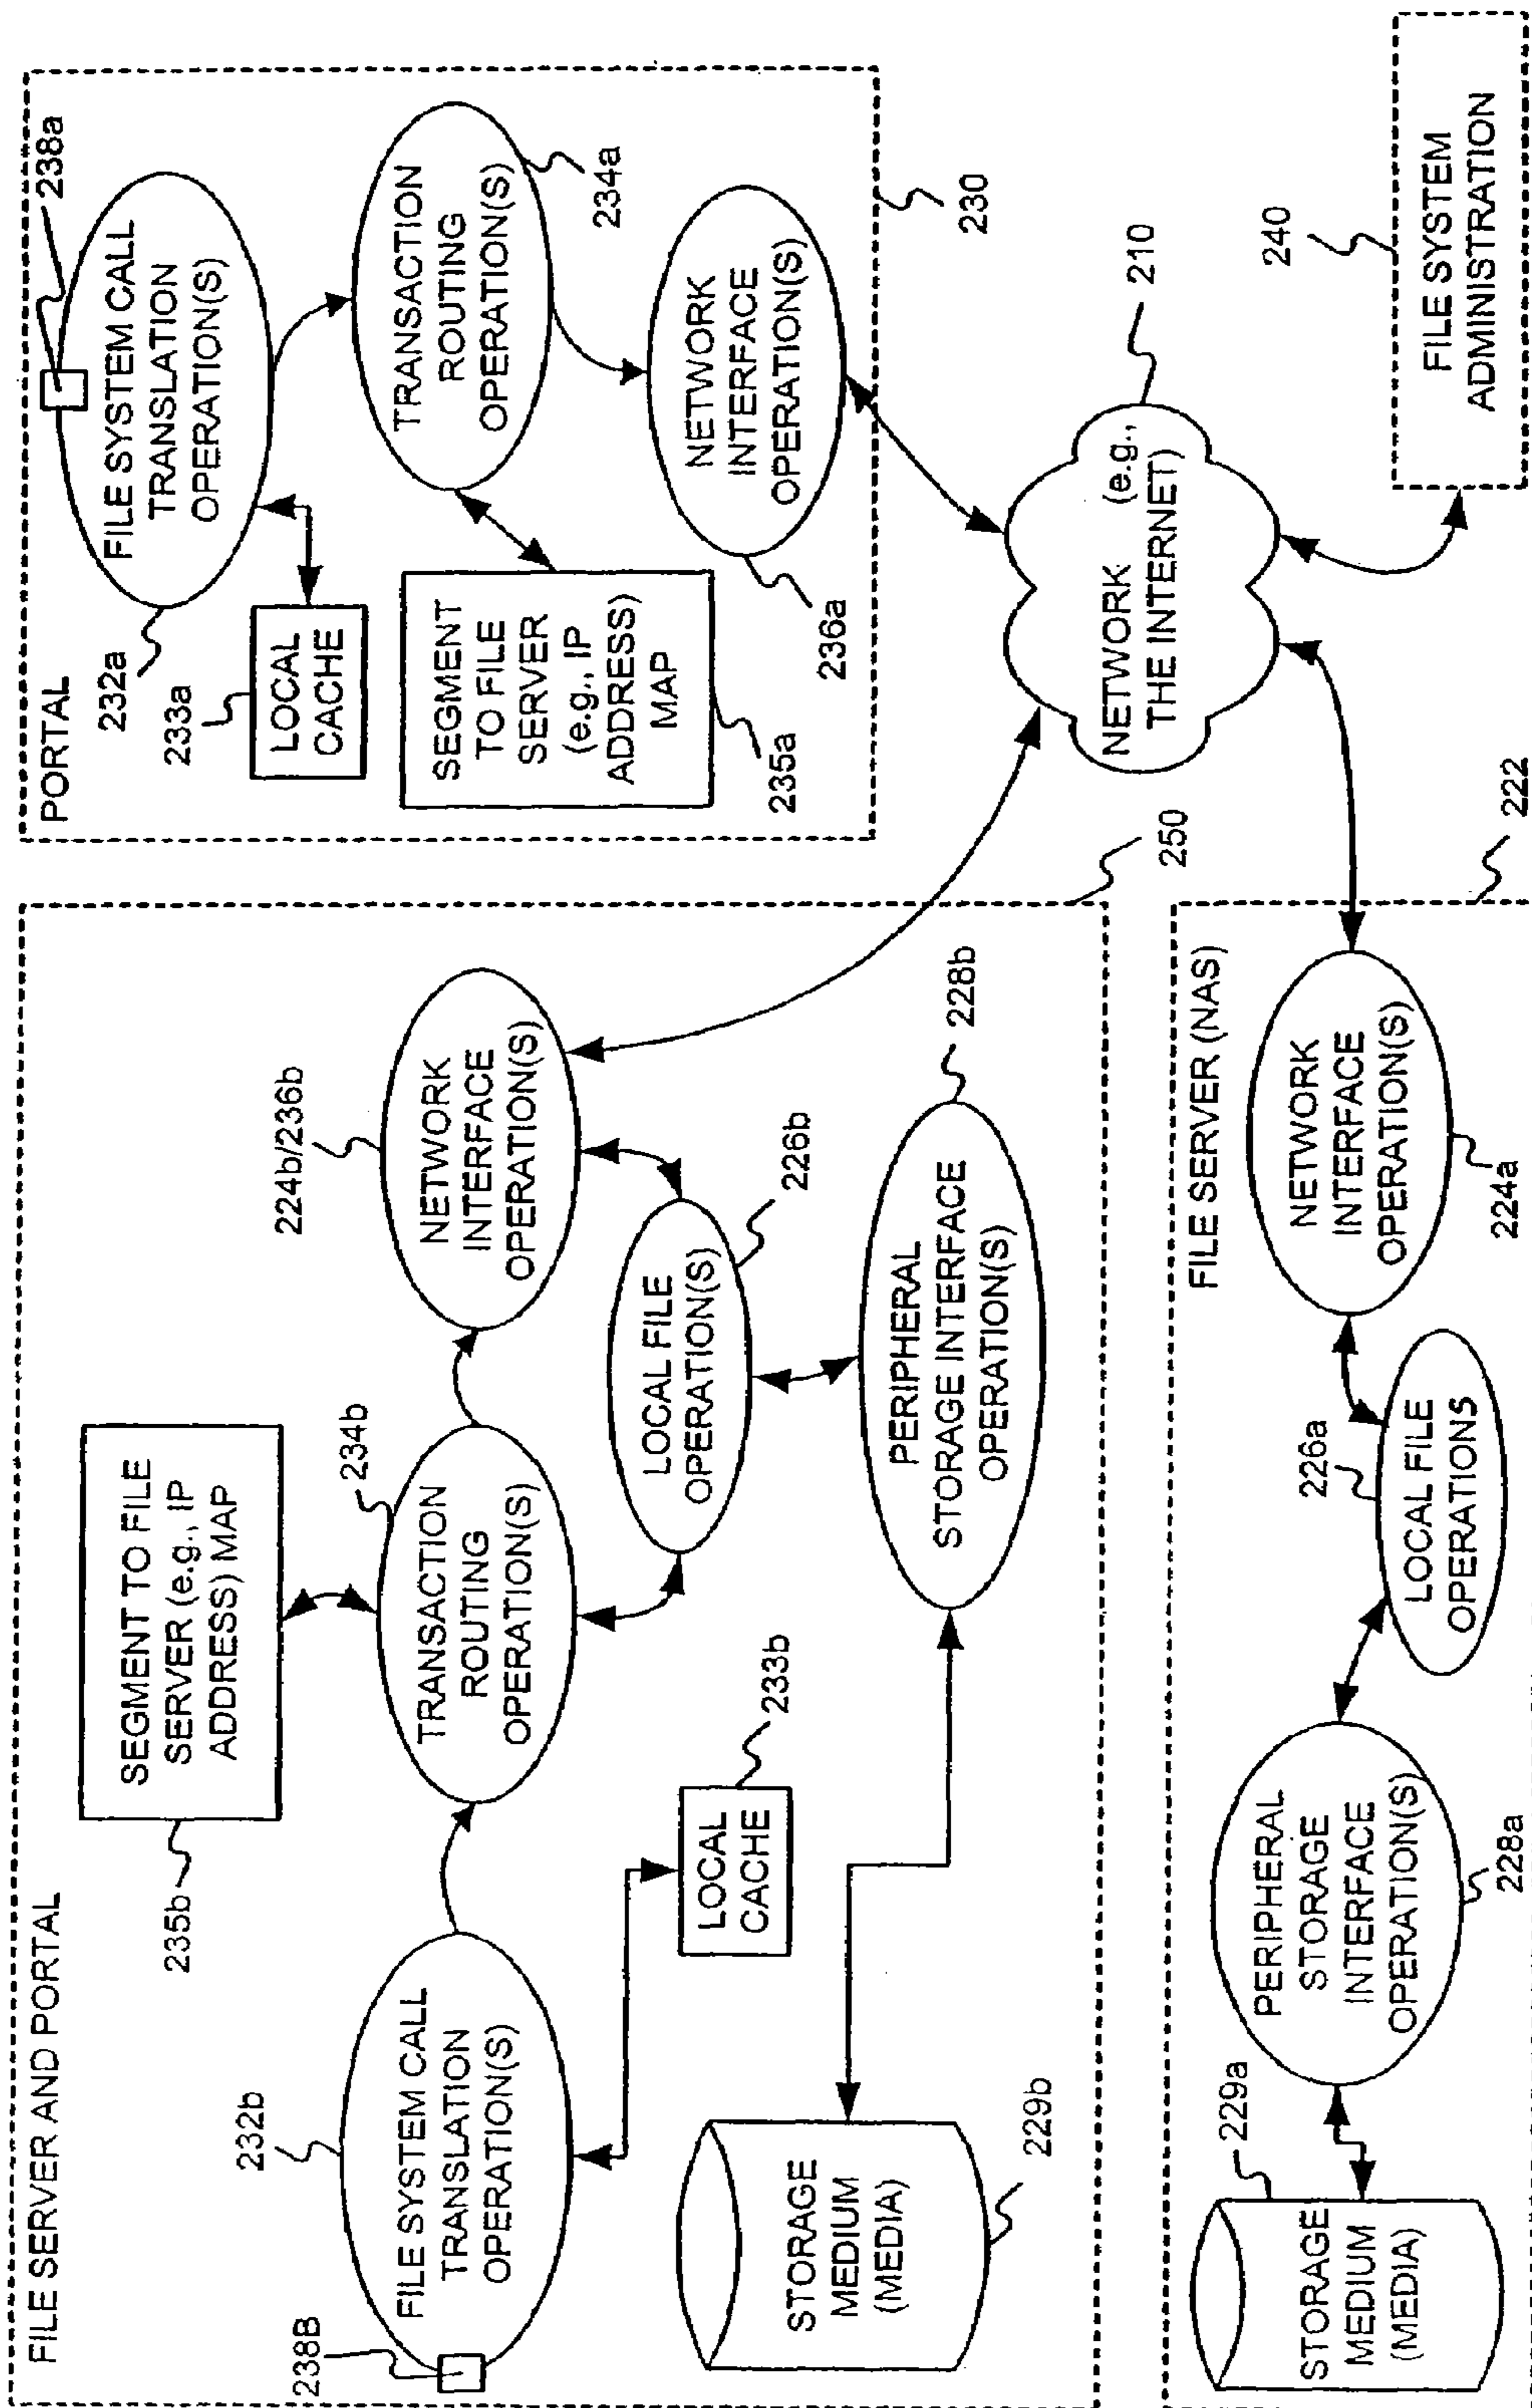 FILE SERVER AND PORTAL
235b
SEGMENT TO FILE
SERVER (e.g., IP
ADDRESS) MAP
232b
FILE SYSTEM CALL
TRANSLATION
OPERATION(S)
238B
234b
TRANSACTION
ROUTING
OPERATION(S)
224b/236b
NETWORK
INTERFACE
OPERATION(S)
LOCAL FILE
OPERATION(S)
226b
LOCAL
CACHE
233b
STORAGE
MEDIUM
(MEDIA)
229b
PERIPHERAL
STORAGE INTERFACE
OPERATION(S)
228b
250
PORTAL
238a
FILE SYSTEM CALL
TRANSLATION
OPERATION(S)
232a
233a
LOCAL
CACHE
TRANSACTION
ROUTING
OPERATION(S)
234a
SEGMENT
TO FILE
SERVER
(e.g., IP
ADDRESS)
MAP
235a
NETWORK
INTERFACE
OPERATION(S)
236a
230
NETWORK (e.g.,
THE INTERNET)
210
240
FILE SYSTEM
ADMINISTRATION
FILE SERVER (NAS)
222
229a
STORAGE
MEDIUM
(MEDIA)
PERIPHERAL
STORAGE
INTERFACE
OPERATION(S)
228a
226a
LOCAL FILE
OPERATIONS
NETWORK
INTERFACE
OPERATION(S)
224a